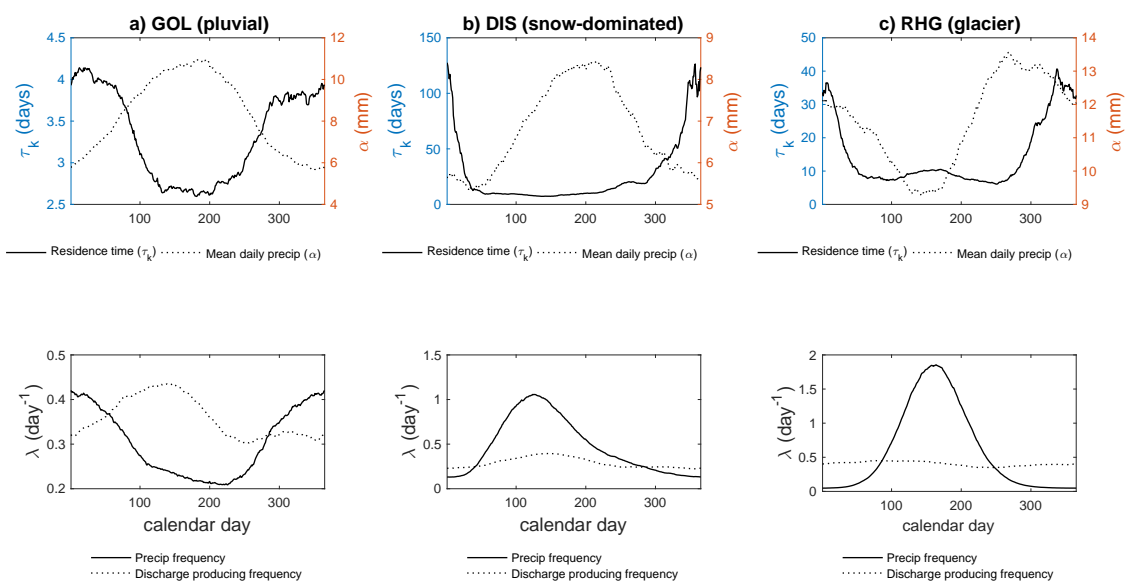 a) GOL (pluvial)
b) DIS (snow-dominated)
c) RHG (glacier)
4.5
4
3.5
3
2.5
τk (days)
12
10
8
6
4
α (mm)
100 200 300
150
100
50
0
τk (days)
9
8
7
6
5
α (mm)
100 200 300
50
40
30
20
10
0
τk (days)
14
13
12
11
10
9
α (mm)
100 200 300
Residence time (τk) Mean daily precip (α)
Residence time (τk) Mean daily precip (α)
Residence time (τk) Mean daily precip (α)
0.5
0.4
0.3
0.2
λ (day-1)
100 200 300
calendar day
1.5
1
0.5
0
λ (day-1)
100 200 300
calendar day
2
1.5
1
0.5
0
λ (day-1)
100 200 300
calendar day
Precip frequency
Discharge producing frequency
Precip frequency
Discharge producing frequency
Precip frequency
Discharge producing frequency